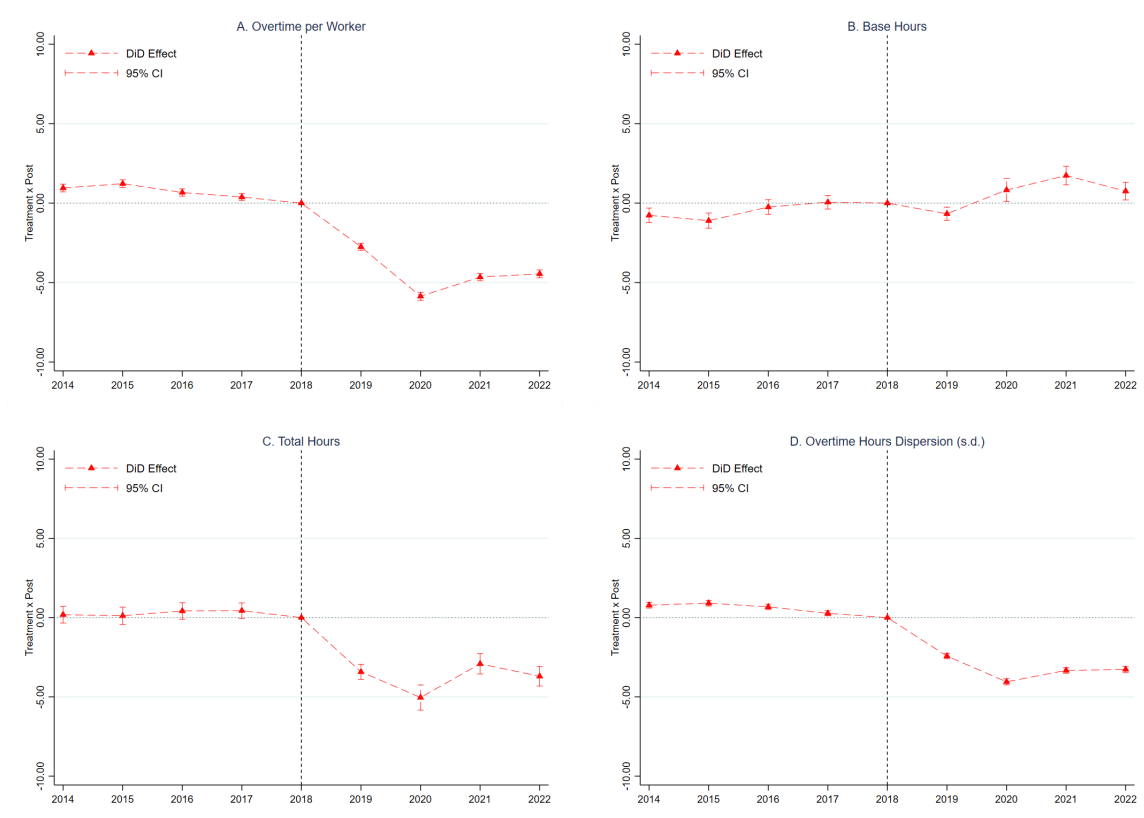 A. Overtime per Worker
10.00
5.00
0.00
-5.00
-10.00
Treatment x Post
DiD Effect
95% CI
2014 2015 2016 2017 2018 2019 2020 2021 2022
B. Base Hours
10.00
5.00
0.00
-5.00
-10.00
Treatment x Post
DiD Effect
95% CI
2014 2015 2016 2017 2018 2019 2020 2021 2022
C. Total Hours
10.00
5.00
0.00
-5.00
-10.00
Treatment x Post
DiD Effect
95% CI
2014 2015 2016 2017 2018 2019 2020 2021 2022
D. Overtime Hours Dispersion (s.d.)
10.00
5.00
0.00
-5.00
-10.00
Treatment x Post
DiD Effect
95% CI
2014 2015 2016 2017 2018 2019 2020 2021 2022